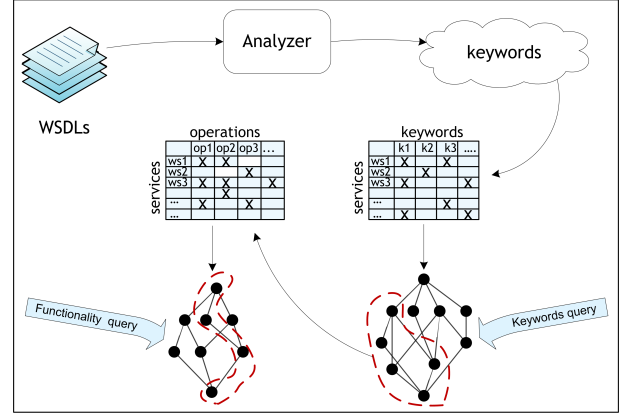 Analyzer
keywords
WSDLs
operations
op1 op2 op3 ...
services
ws1 X X
ws2 X
ws3 X X X
X
... X X
...
keywords
k1 k2 k3 ....
services
ws1 X X
ws2 X
ws3 X X
... X
... X X
Functionality query
Keywords query